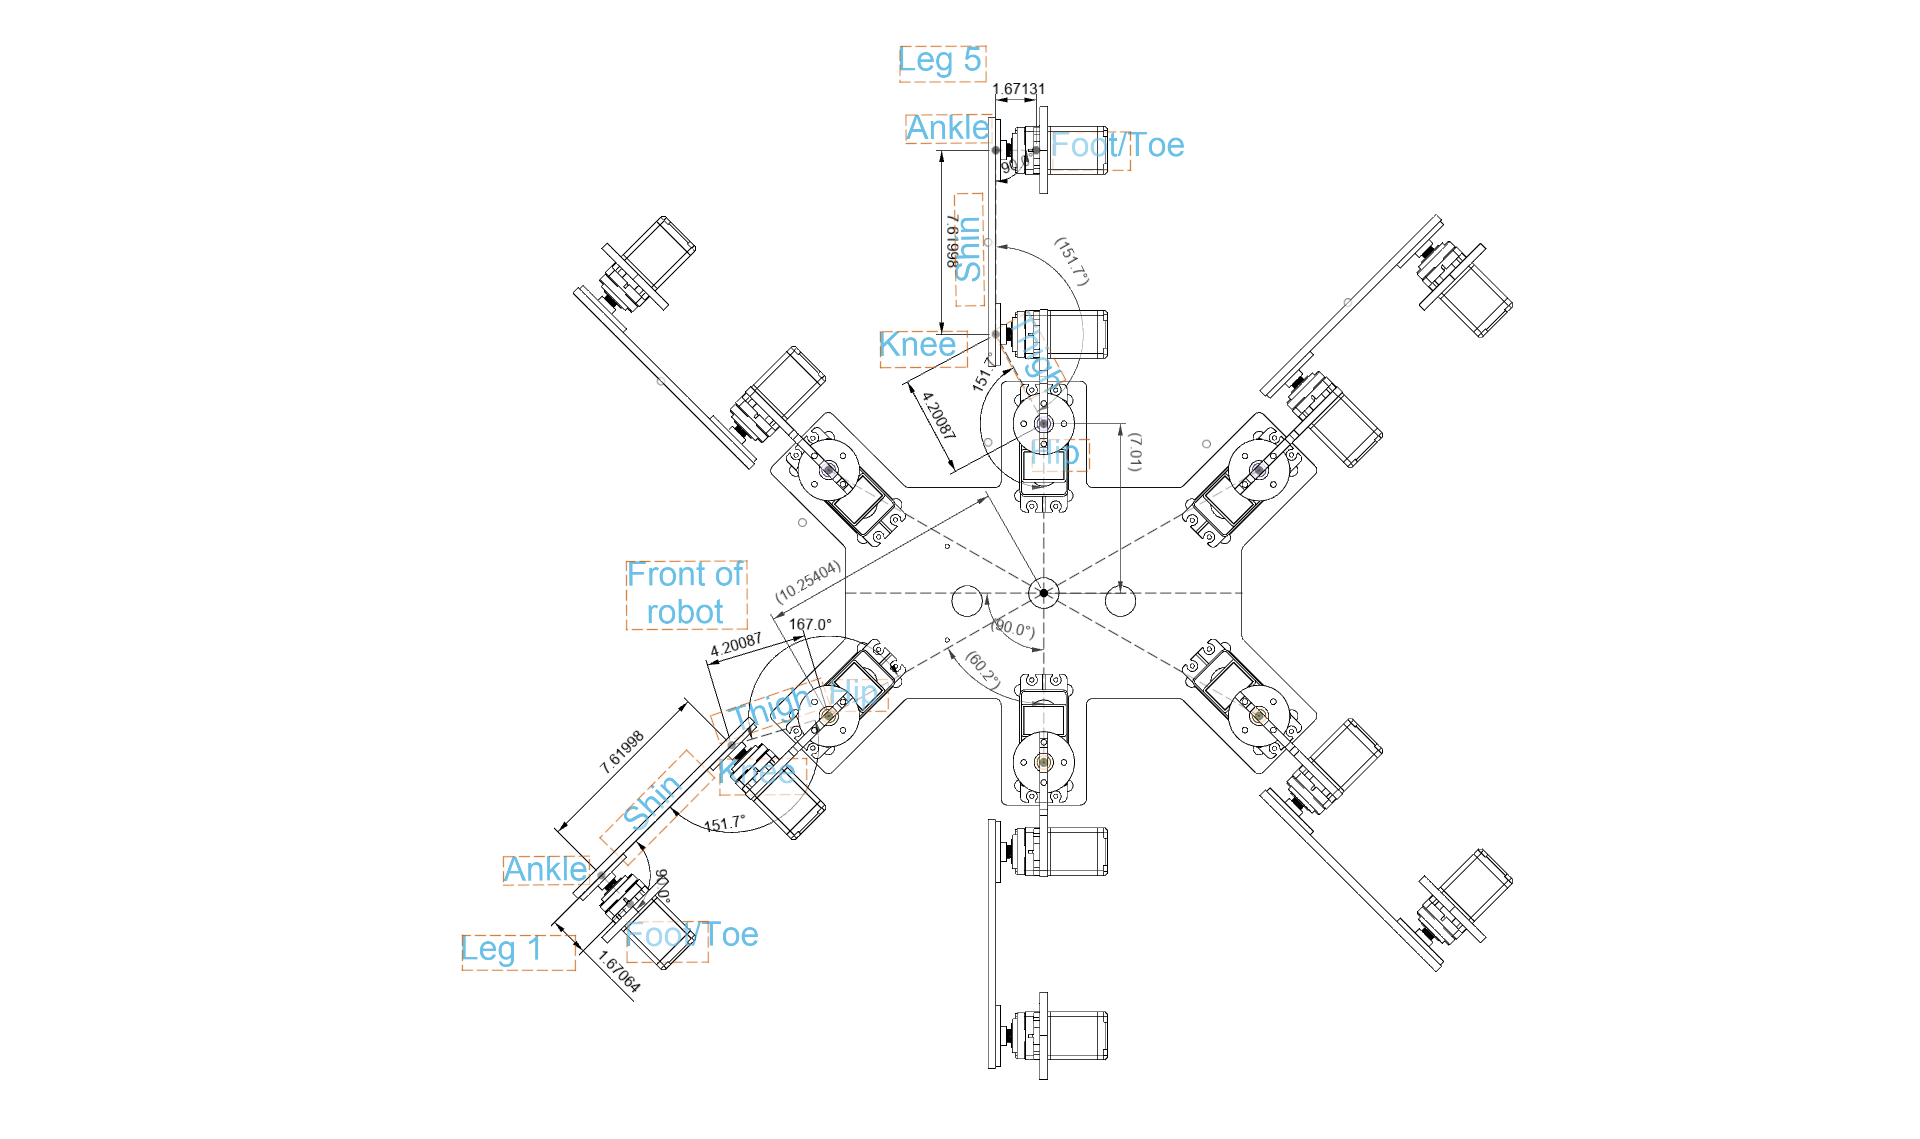 Leg 5
1.67131
Ankle
Foot/Toe
90.0°
7.61998
Shin
(151.7°)
Knee
Thigh
151.7°
4.20087
Hip
(7.01)
(10.25404)
Front of
robot
(90.0°)
167.0°
4.20087
(60.2°)
Thigh
Hip
7.61998
Knee
Shin
151.7°
Ankle
90.0°
Foot/Toe
Leg 1
1.67064